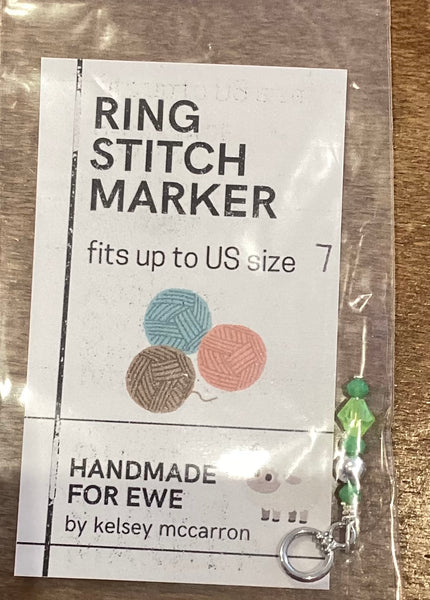 RING
STITCH
MARKER
fits up to US size 7
HANDMADE
FOR EWE
by kelsey mccarron